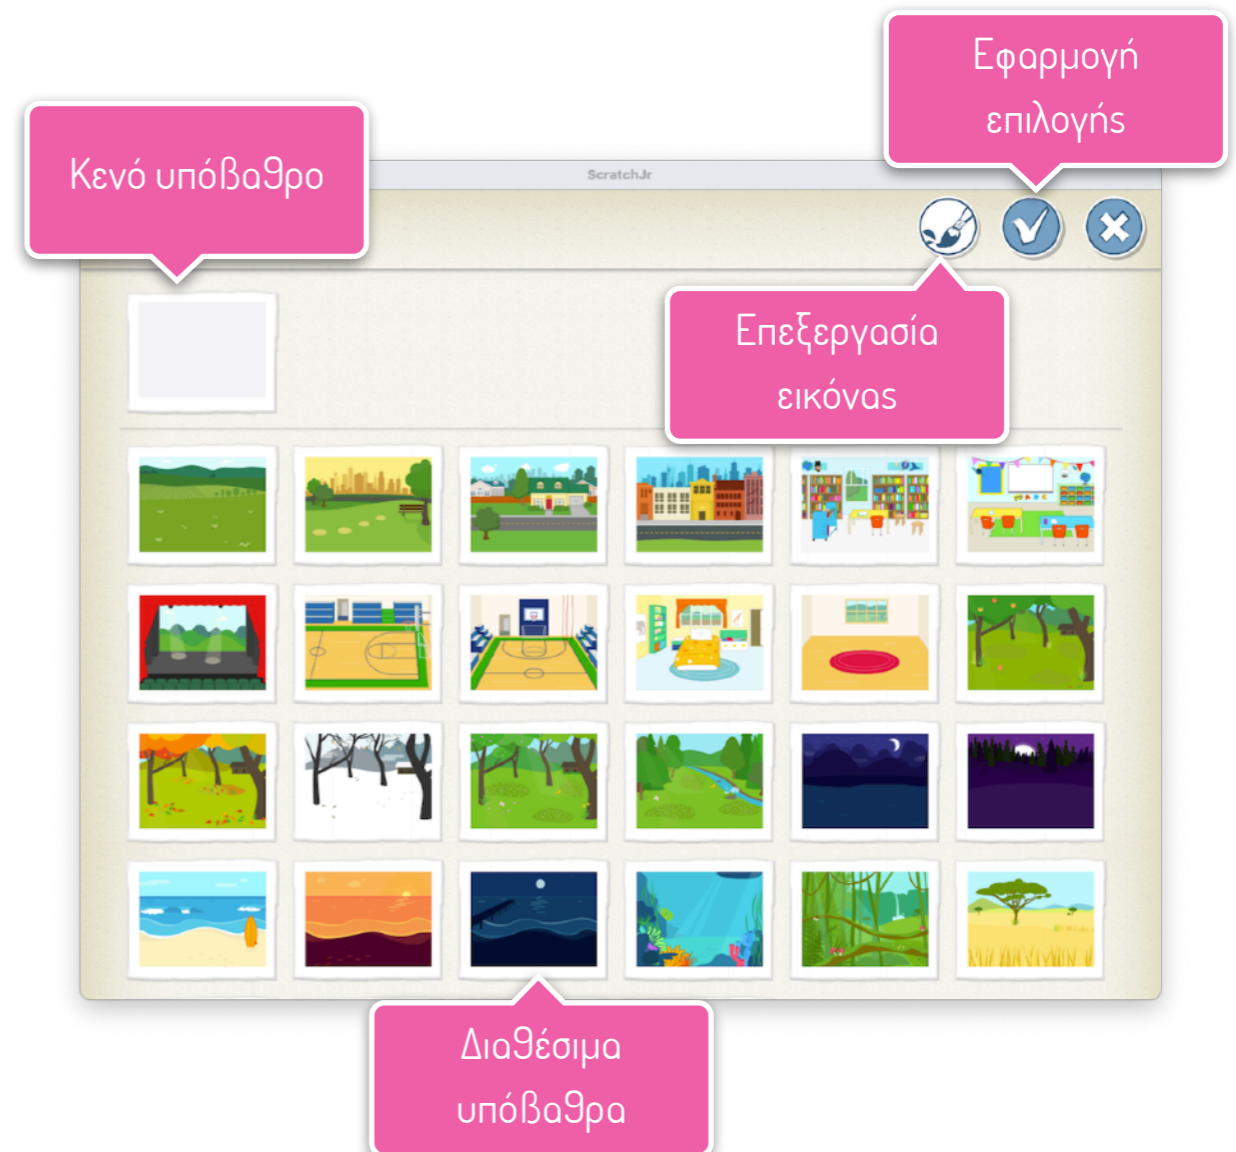 Εφαρμογή
επιλογής
Κενό υπόβαθρο
ScratchJr
Επεξεργασία
εικόνας
Διαθέσιμα
υπόβαθρα